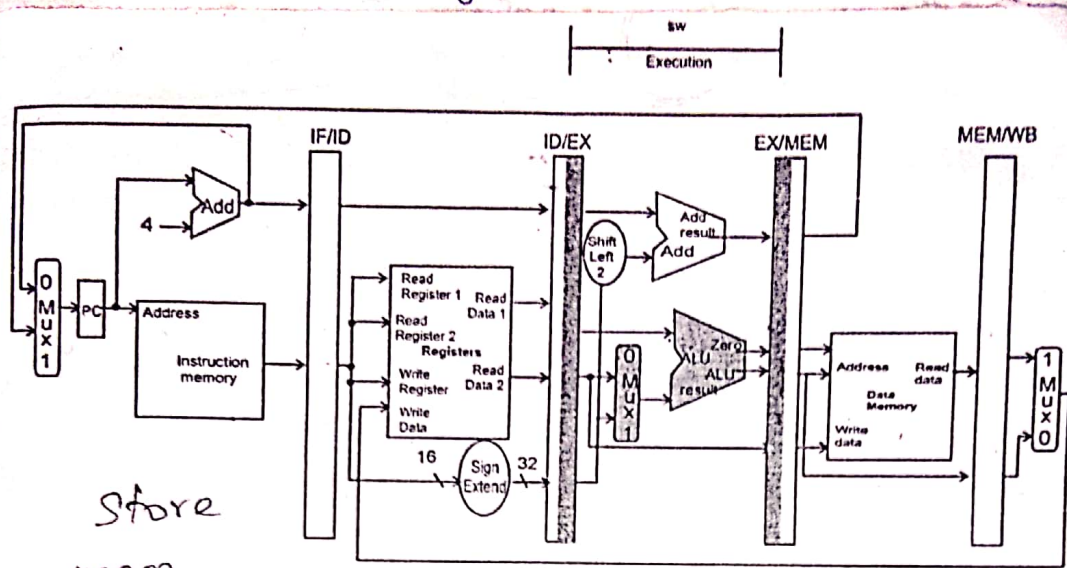 sw
Execution
IF/ID
ID/EX
EX/MEM
MEM/WB
Add
4
Shift
Left
2
Add
result
Add
0
M
u
x
1
PC
Address
Instruction
memory
Read
Register 1
Read
Data 1
Read
Register 2
Registers
Write
Register
Read
Data 2
Write
Data
0
M
u
x
1
Zero
ALU
ALU
result
Address
Read
data
Data
Memory
Write
data
1
M
u
x
0
16
Sign
Extend
32
Store